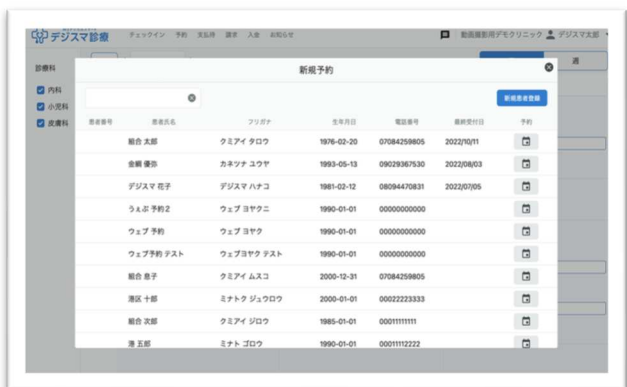 デジスマ診療 チェックイン 予約 支払待 請求 入金 お知らせ 動画撮影用デモクリニック デジスマ太郎
診療科 新規予約 週
内科 新規患者登録
小児科
皮膚科 患者番号 患者氏名 フリガナ 生年月日 電話番号 最終受付日 予約
組合 太郎 クミアイ タロウ 1976-02-20 07084259805 2022/10/11
金綱 優弥 カネツナ ユウヤ 1993-05-13 09029367530 2022/08/03
デジスマ 花子 デジスマ ハナコ 1981-02-12 08094470831 2022/07/05
うぇぶ 予約2 ウェブ ヨヤクニ 1990-01-01 00000000000
ウェブ 予約 ウェブ ヨヤク 1990-01-01 00000000000
ウェブ予約 テスト ウェブヨヤク テスト 1990-01-01 00000000000
組合 息子 クミアイ ムスコ 2000-12-31 07084259805
港区 十郎 ミナトク ジュウロウ 2000-01-01 00022223333
組合 次郎 クミアイ ジロウ 1985-01-01 00011111111
港 五郎 ミナト ゴロウ 1990-01-01 00011112222